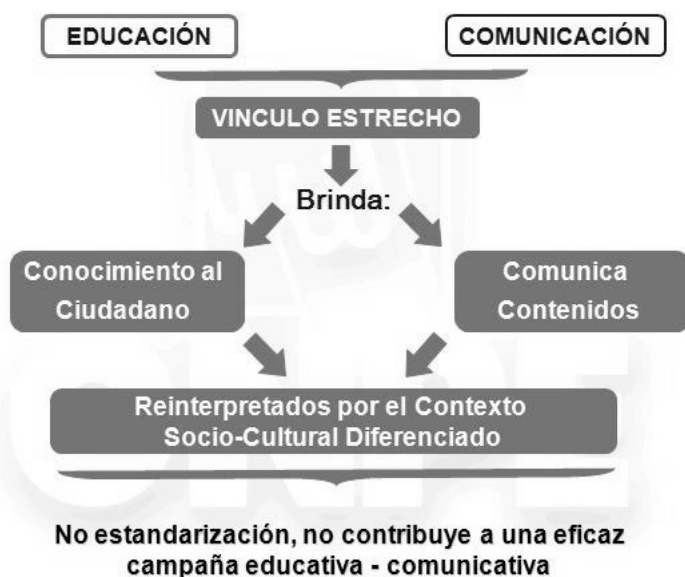 EDUCACIÓN
COMUNICACIÓN
VINCULO ESTRECHO
Brinda:
Conocimiento al
Ciudadano
Comunica
Contenidos
Reinterpretados por el Contexto
Socio-Cultural Diferenciado
No estandarización, no contribuye a una eficaz
campaña educativa - comunicativa
ONPE